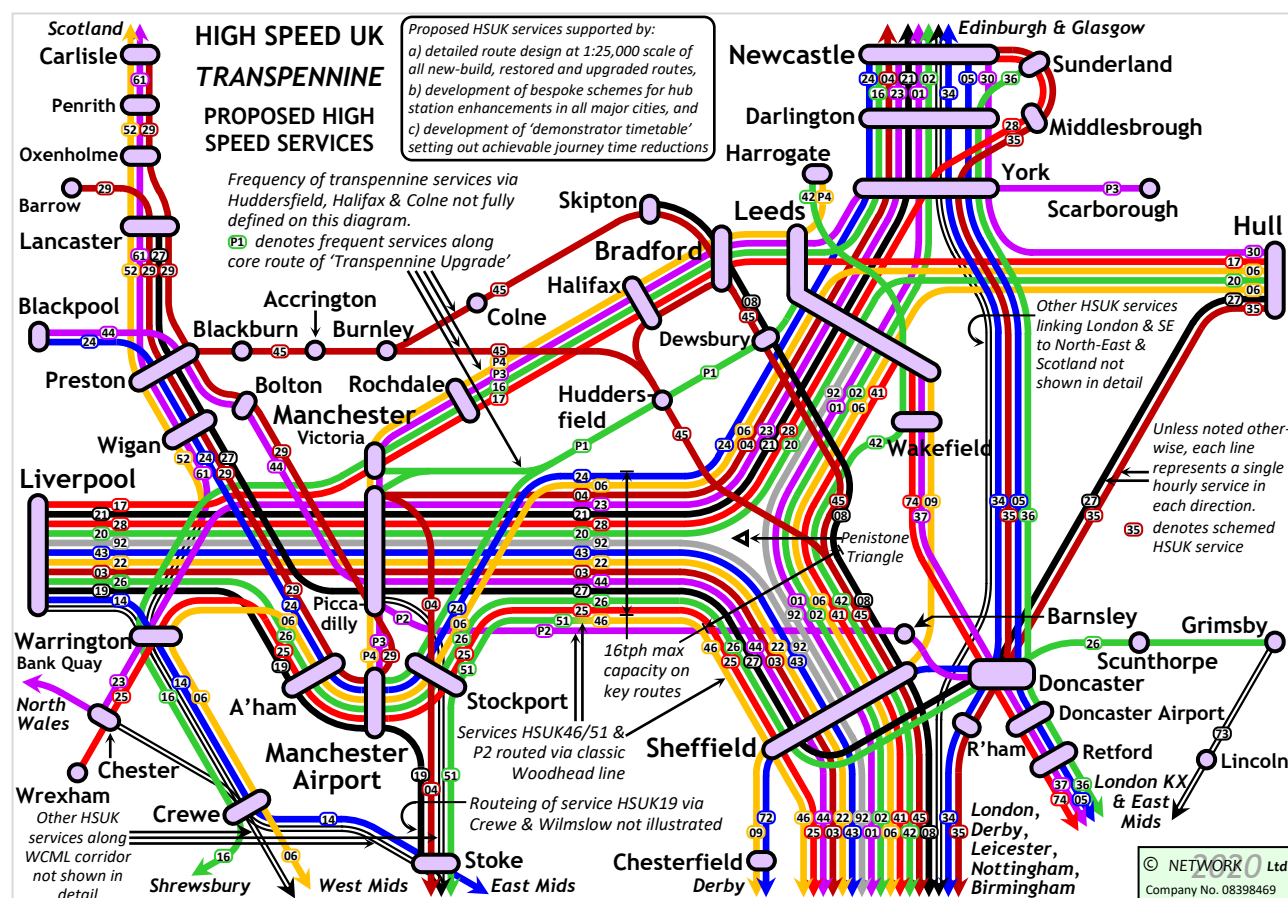 Scotland
Carlisle
Penrith
Oxenholme
Barrow
Lancaster
Blackpool
Preston
Wigan
Liverpool
HIGH SPEED UK
TRANSPENNINE
PROPOSED HIGH
SPEED SERVICES
Proposed HSUK services supported by:
a) detailed route design at 1:25,000 scale of
all new-build, restored and upgraded routes,
b) development of bespoke schemes for hub
station enhancements in all major cities, and
c) development of ‘demonstrator timetable’
setting out achievable journey time reductions
Frequency of transpennine services via
Huddersfield, Halifax & Colne not fully
defined on this diagram.
P1 denotes frequent services along
core route of ‘Transpennine Upgrade’
Edinburgh & Glasgow
Newcastle
Sunderland
Darlington
Middlesbrough
Harrogate
York
Scarborough
Skipton
Leeds
Bradford
Hull
Halifax
Colne
Accrington
Blackburn
Burnley
Dewsbury
Bolton
Rochdale
Manchester
Victoria
Hudders-
field
Wakefield
Other HSUK services
linking London & SE
to North-East &
Scotland not
shown in detail
Unless noted other-
wise, each line
represents a single
hourly service in
each direction.
35 denotes schemed
HSUK service
Penistone
Triangle
Picca-
dilly
Warrington
Bank Quay
North
Wales
Chester
Wrexham
A'ham
Manchester
Airport
Stockport
16tph max
capacity on
key routes
Services HSUK46/51 &
P2 routed via classic
Woodhead line
Sheffield
Barnsley
Grimsby
Scunthorpe
Doncaster
Doncaster Airport
R'ham
Retford
Lincoln
London KX
& East
Mids
Other HSUK
services along
WCML corridor
not shown in
detail
Crewe
Routeing of service HSUK19 via
Crewe & Wilmslow not illustrated
Stoke
Shrewsbury
West Mids
East Mids
Chesterfield
Derby
London,
Derby,
Leicester,
Nottingham,
Birmingham
© NETWORK 2020 Ltd
Company No. 08398469